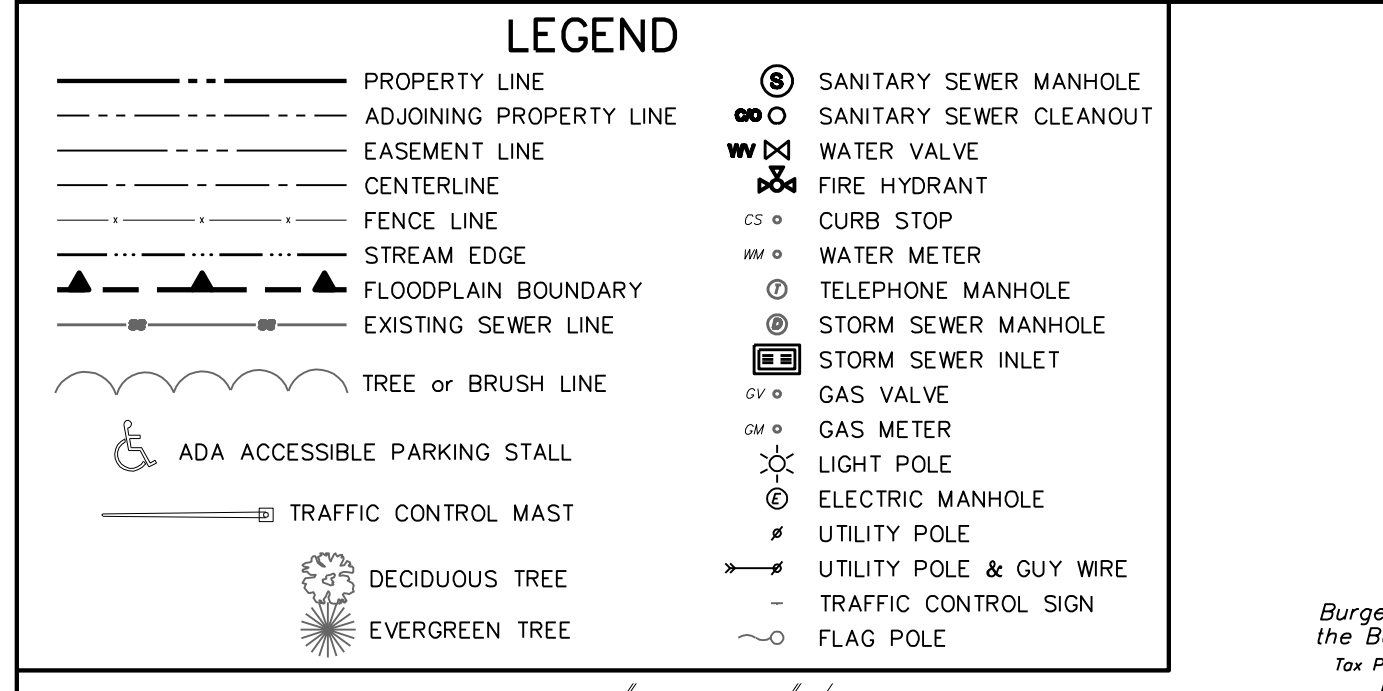 LEGEND
PROPERTY LINE
ADJOINING PROPERTY LINE
EASEMENT LINE
CENTERLINE
x x x FENCE LINE
STREAM EDGE
FLOODPLAIN BOUNDARY
EXISTING SEWER LINE
TREE or BRUSH LINE
ADA ACCESSIBLE PARKING STALL
TRAFFIC CONTROL MAST
DECIDUOUS TREE
EVERGREEN TREE
S SANITARY SEWER MANHOLE
C/O SANITARY SEWER CLEANOUT
WV WATER VALVE
FIRE HYDRANT
CS CURB STOP
WM WATER METER
T TELEPHONE MANHOLE
D STORM SEWER MANHOLE
STORM SEWER INLET
GV GAS VALVE
GM GAS METER
LIGHT POLE
E ELECTRIC MANHOLE
UTILITY POLE
UTILITY POLE & GUY WIRE
TRAFFIC CONTROL SIGN
FLAG POLE
Burge
the B
Tax P